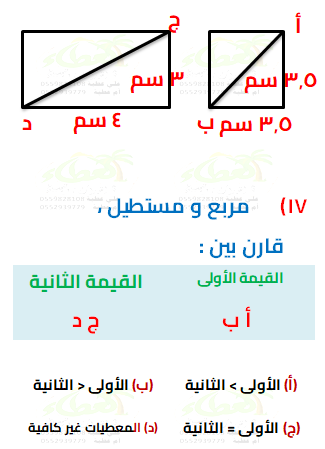 أ
ج
٣ سم
٣,٥ سم
د
٤ سم
ب
٣,٥ سم
١٧) مربع و مستطيل ،
قارن بين :
القيمة الأولى القيمة الثانية
أ ب ج د
(أ) الأولى > الثانية (ب) الأولى < الثانية
(ج) الأولى = الثانية (د) المعطيات غير كافية